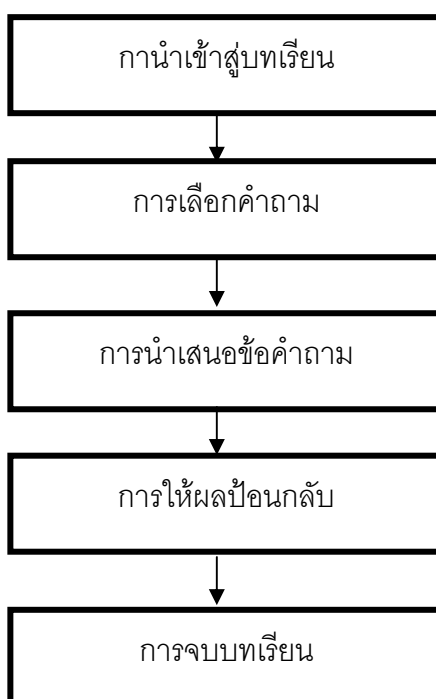 กานำเข้าสู่บทเรียน
การเลือกคำถาม
การนำเสนอข้อคำถาม
การให้ผลป้อนกลับ
การจบบทเรียน